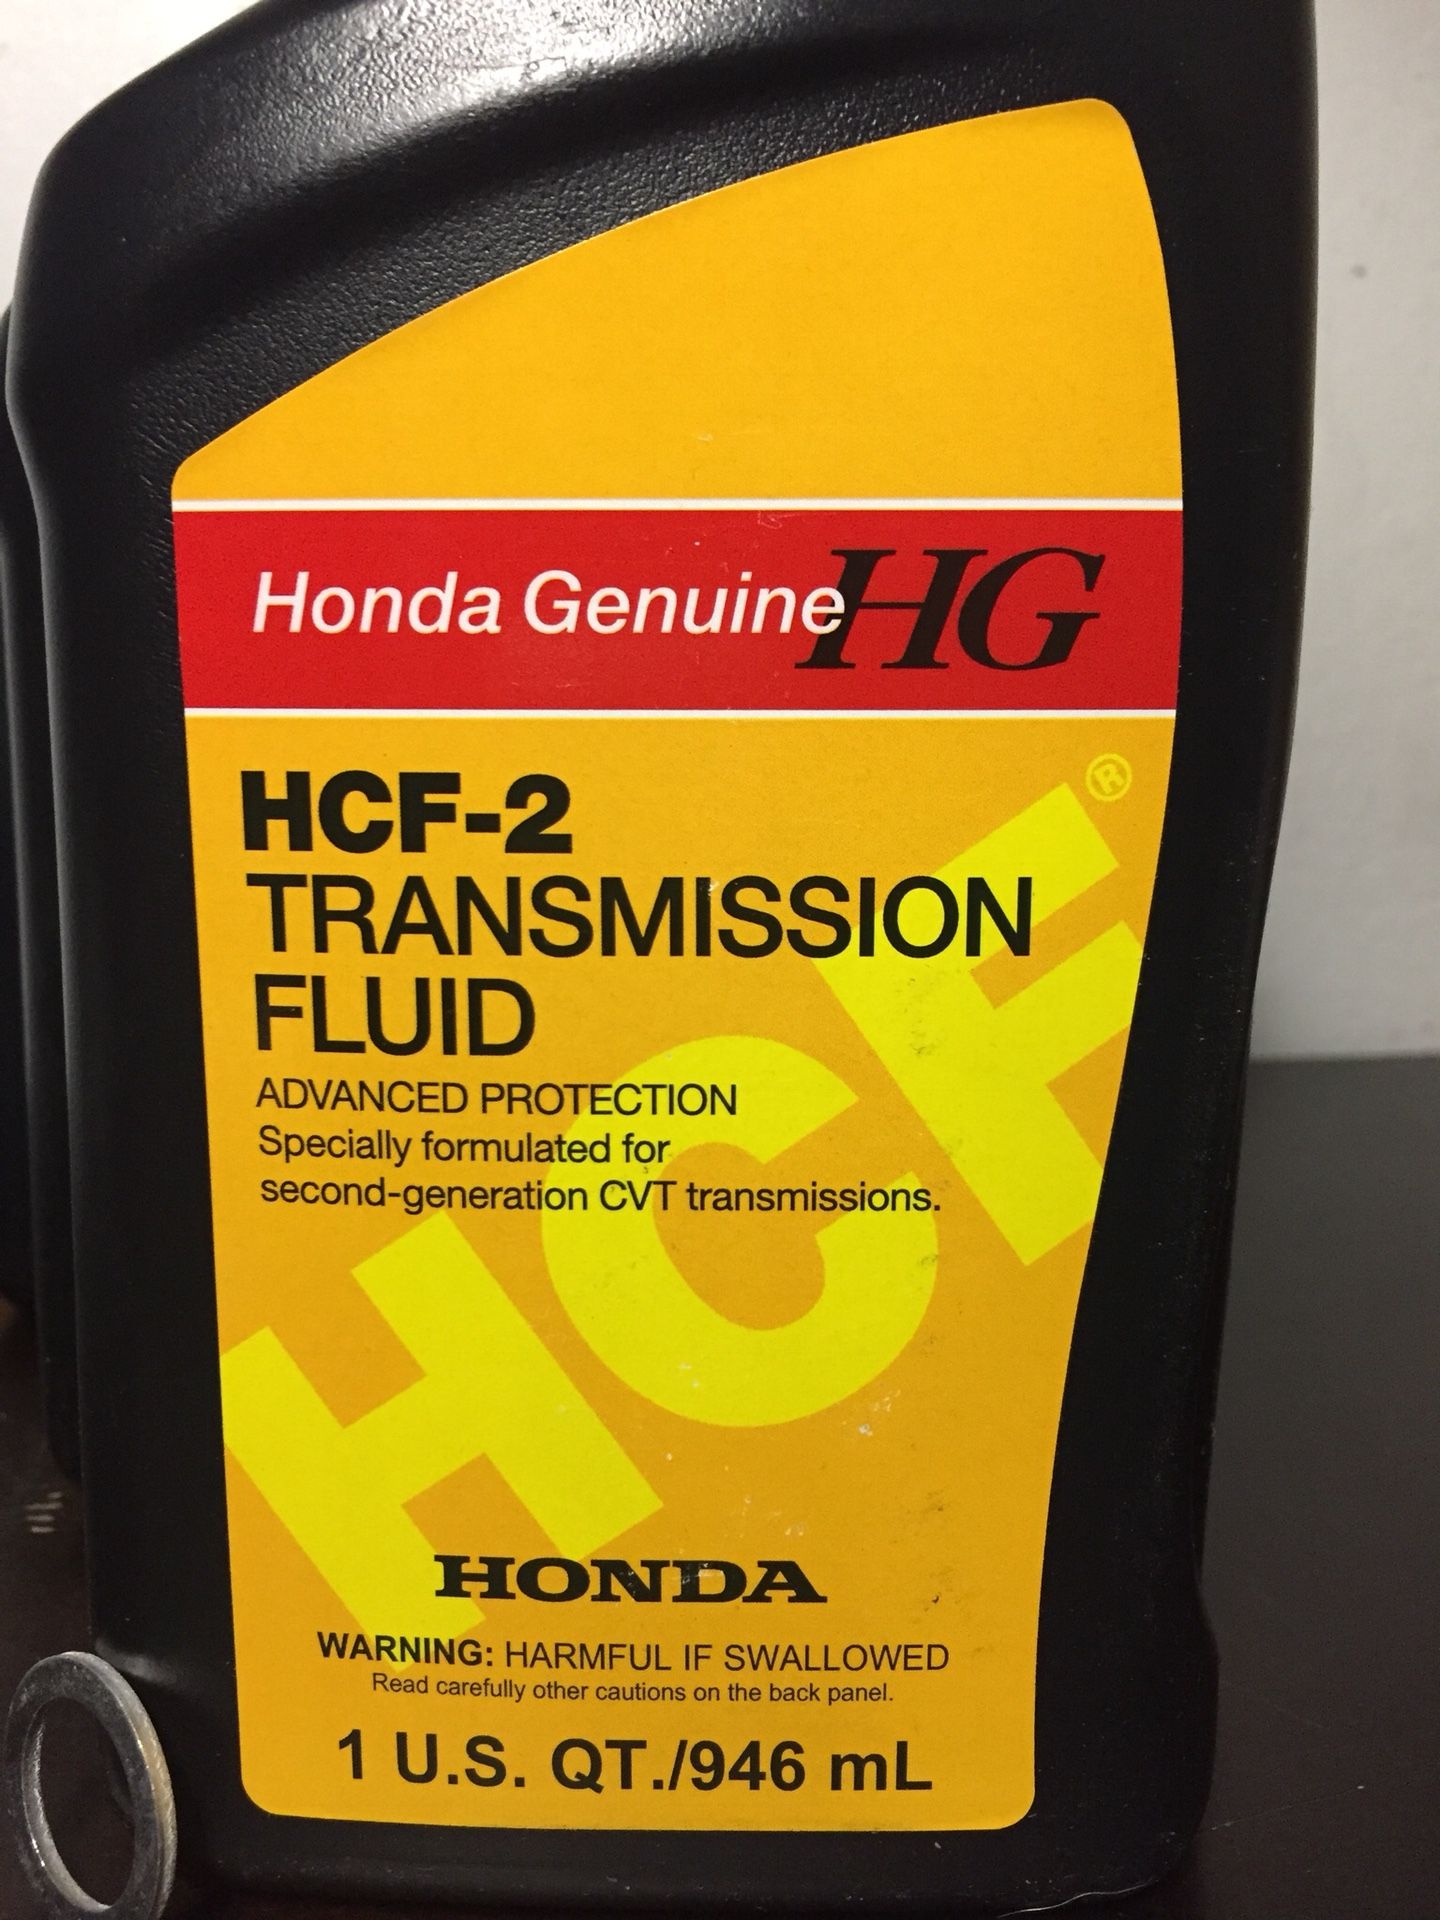 Honda Genuine HG
HCF-2
TRANSMISSION
FLUID
ADVANCED PROTECTION
Specially formulated for
second-generation CVT transmissions.
HCF®
HONDA
WARNING: HARMFUL IF SWALLOWED
Read carefully other cautions on the back panel.
1 U.S. QT./946 mL